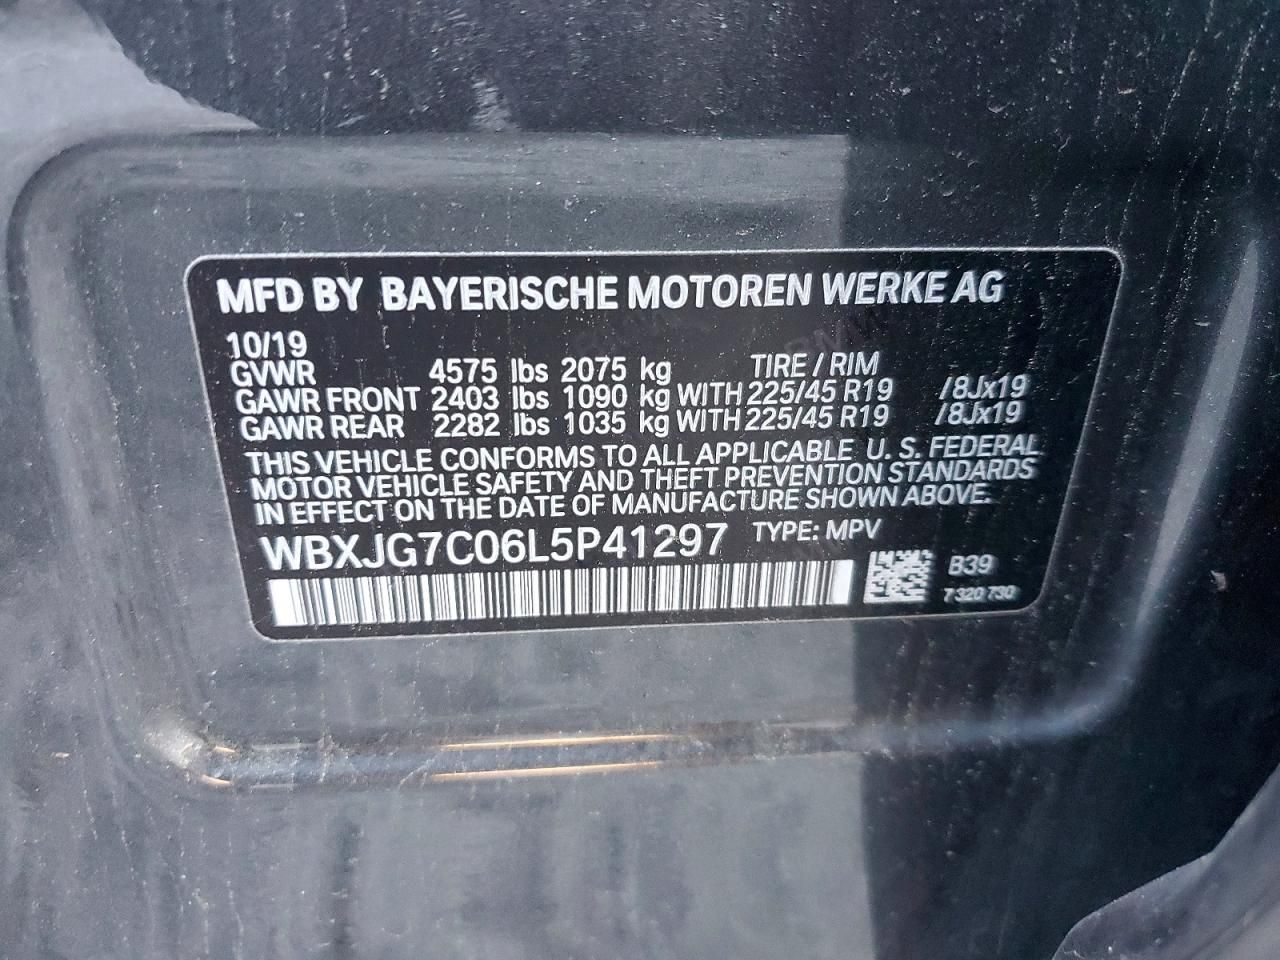 MFD BY BAYERISCHE MOTOREN WERKE AG
10/19
GVWR 4575 lbs 2075 kg TIRE / RIM
GAWR FRONT 2403 lbs 1090 kg WITH 225/45 R19 /8Jx19
GAWR REAR 2282 lbs 1035 kg WITH 225/45 R19 /8Jx19
THIS VEHICLE CONFORMS TO ALL APPLICABLE U. S. FEDERAL
MOTOR VEHICLE SAFETY AND THEFT PREVENTION STANDARDS
IN EFFECT ON THE DATE OF MANUFACTURE SHOWN ABOVE.
WBXJG7C06L5P41297 TYPE: MPV
B39
7 320 730